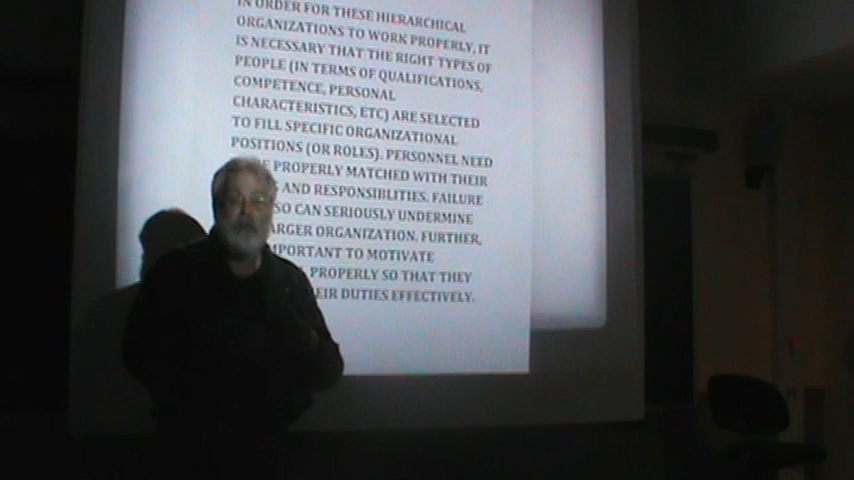 IN ORDER FOR THESE HIERARCHICAL
ORGANIZATIONS TO WORK PROPERLY, IT
IS NECESSARY THAT THE RIGHT TYPES OF
PEOPLE (IN TERMS OF QUALIFICATIONS,
COMPETENCE, PERSONAL
CHARACTERISTICS, ETC) ARE SELECTED
TO FILL SPECIFIC ORGANIZATIONAL
POSITIONS (OR ROLES). PERSONNEL NEED
PROPERLY MATCHED WITH THEIR
AND RESPONSIBLITIES. FAILURE
SO CAN SERIOUSLY UNDERMINE
ARGER ORGANIZATION. FURTHER,
MPORTANT TO MOTIVATE
PROPERLY SO THAT THEY
EIR DUTIES EFFECTIVELY.